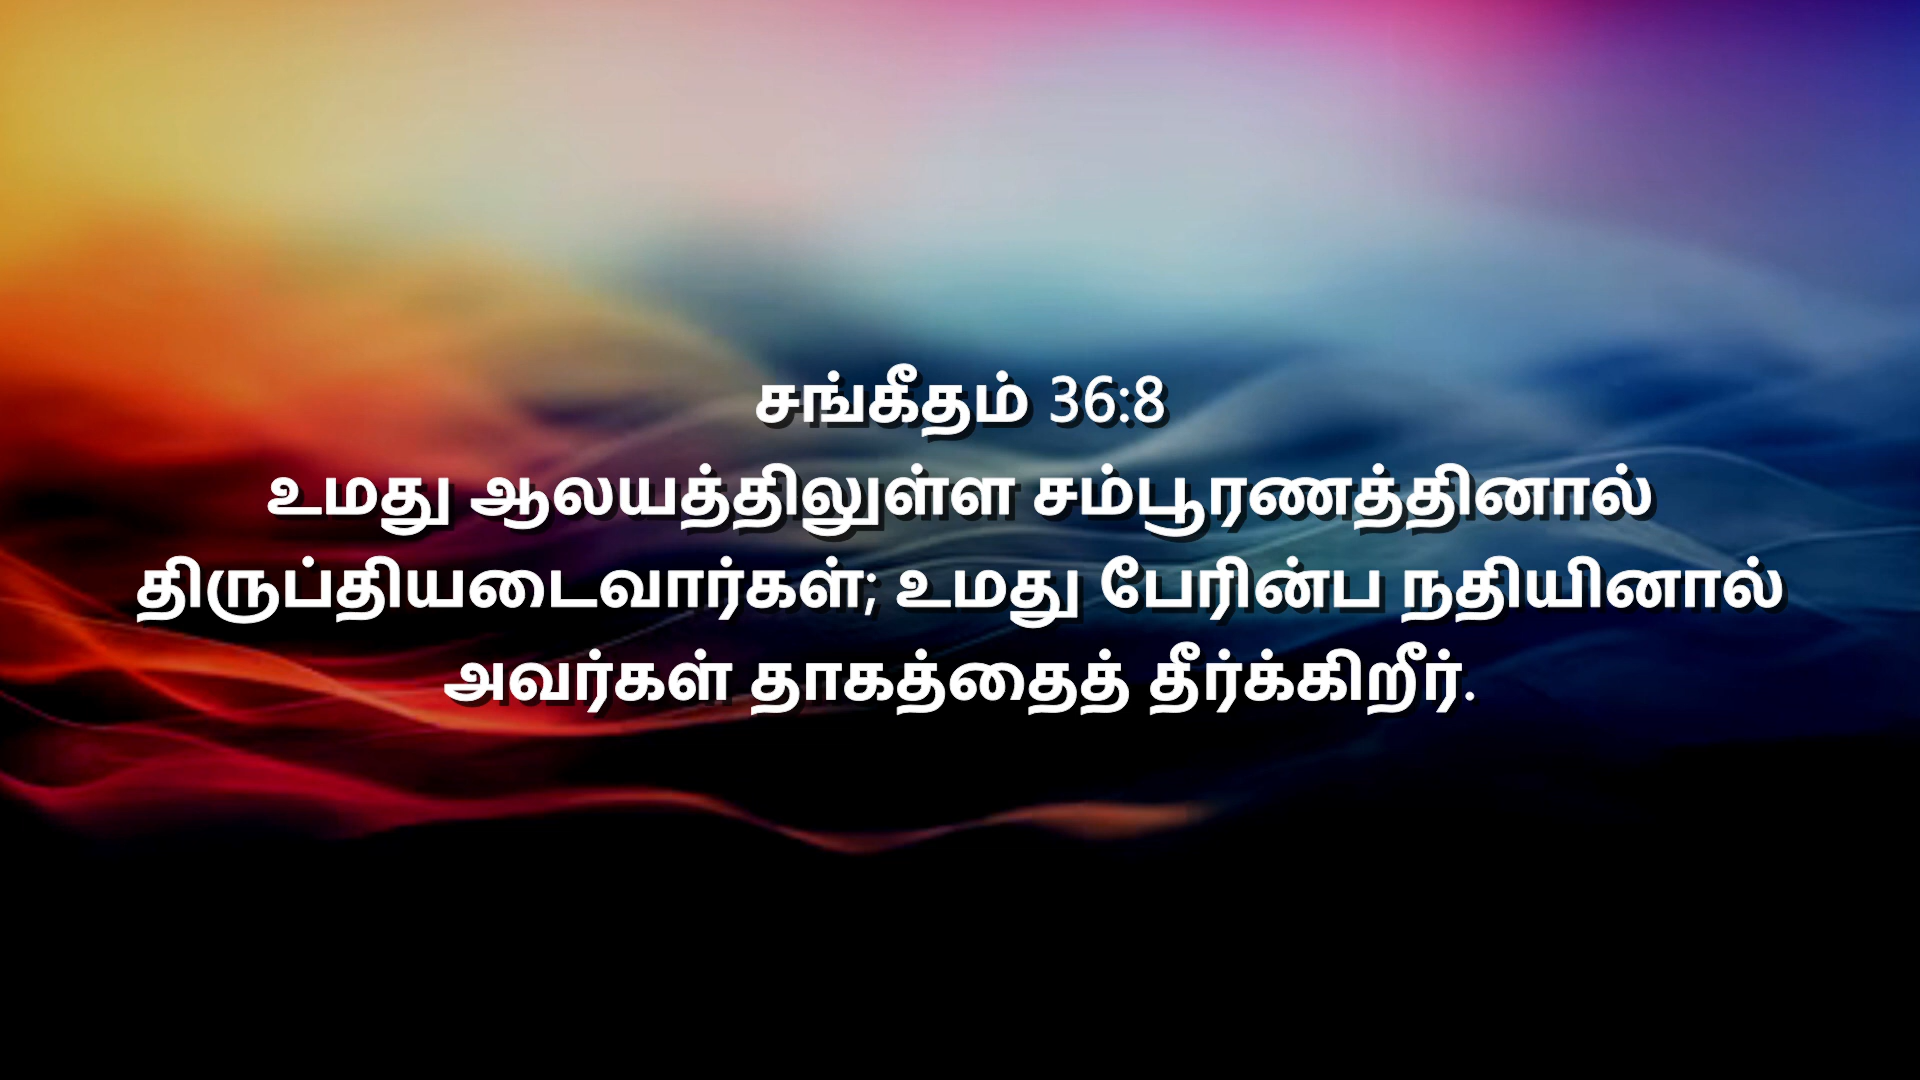 சங்கீதம் 36:8
உமது ஆலயத்திலுள்ள சம்பூரணத்தினால்
திருப்தியடைவார்கள்; உமது பேரின்ப நதியினால்
அவர்கள் தாகத்தைத் தீர்க்கிறீர்.